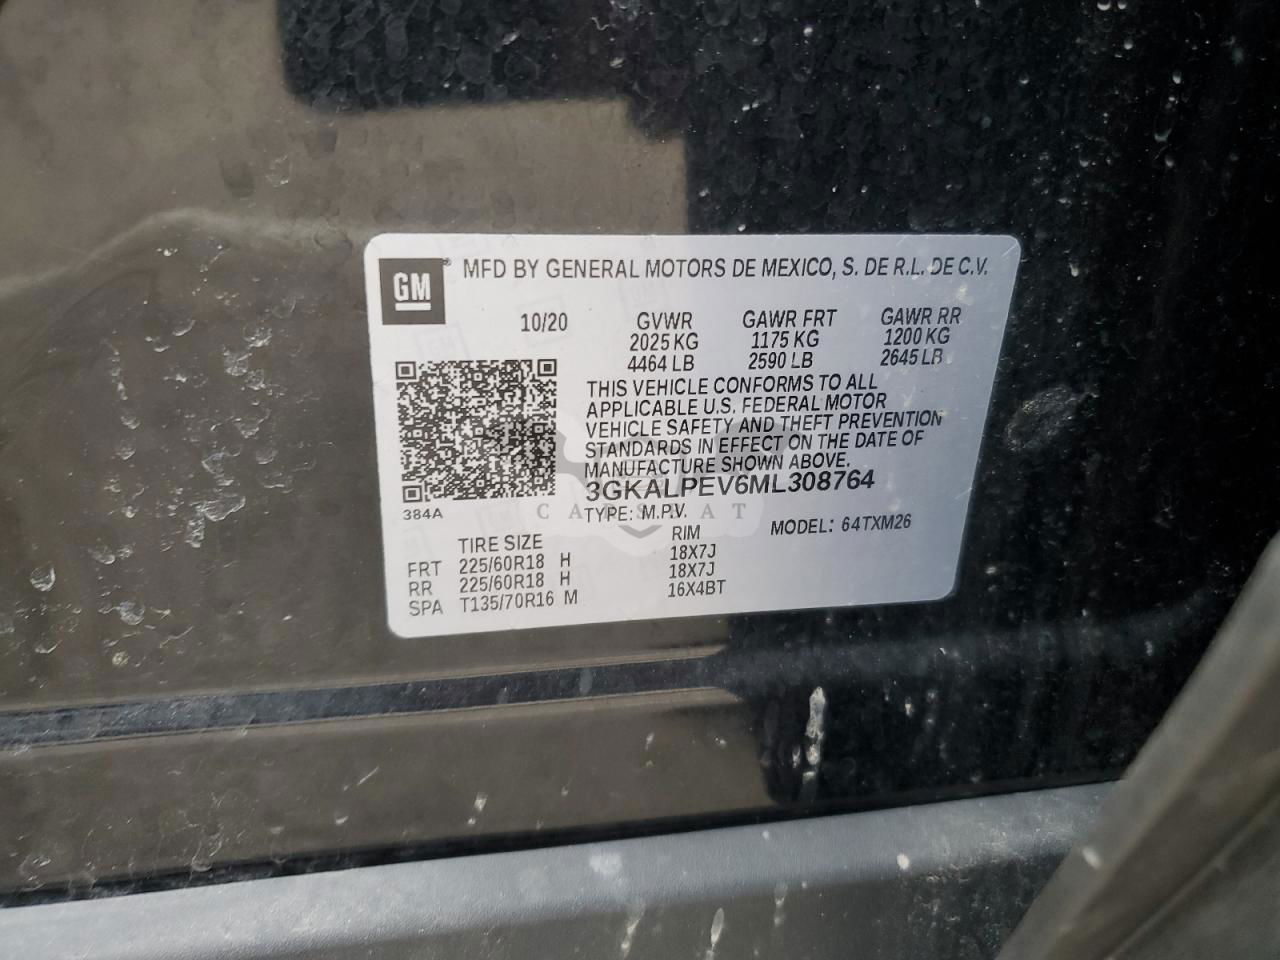 GM
MFD BY GENERAL MOTORS DE MEXICO, S. DE R.L. DE C.V.
10/20 GVWR GAWR FRT GAWR RR
2025 KG 1175 KG 1200 KG
4464 LB 2590 LB 2645 LB
THIS VEHICLE CONFORMS TO ALL
APPLICABLE U.S. FEDERAL MOTOR
VEHICLE SAFETY AND THEFT PREVENTION
STANDARDS IN EFFECT ON THE DATE OF
MANUFACTURE SHOWN ABOVE.
3GKALPEV6ML308764
384A
TYPE: M.P.V. MODEL: 64TXM26
TIRE SIZE RIM
FRT 225/60R18 H 18X7J
RR 225/60R18 H 18X7J
SPA T135/70R16 M 16X4BT